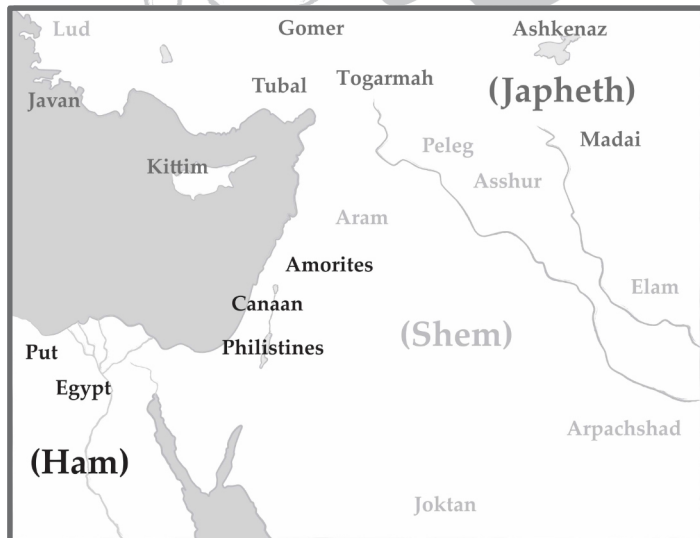 Lud
Gomer
Ashkenaz
Javan
Tubal
Togarmah
(Japheth)
Kittim
Peleg
Madai
Asshur
Aram
Amorites
Elam
Canaan
Put
Philistines
(Shem)
Egypt
Arpachshad
(Ham)
Joktan